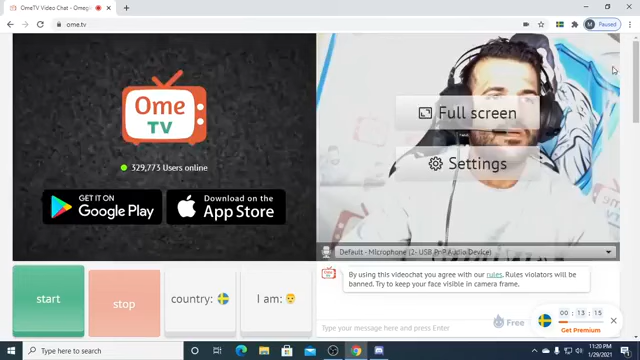 OmeTV Video Chat - Omeg
Paused
ome.tv
Ome
TV
329,773 Users online
GET IT ON
Google Play
Download on the
App Store
Full screen
Settings
Default - Microphone (2- USB PnP Audio Device)
start
stop
country:
I am:
Ome
TV
By using this videochat you agree with our rules. Rules violators will be
banned. Try to keep your face visible in camera frame.
Type your message here and press Enter
Free
00 : 13 : 15
Get Premium
Type here to search
11:20 PM
1/29/2021